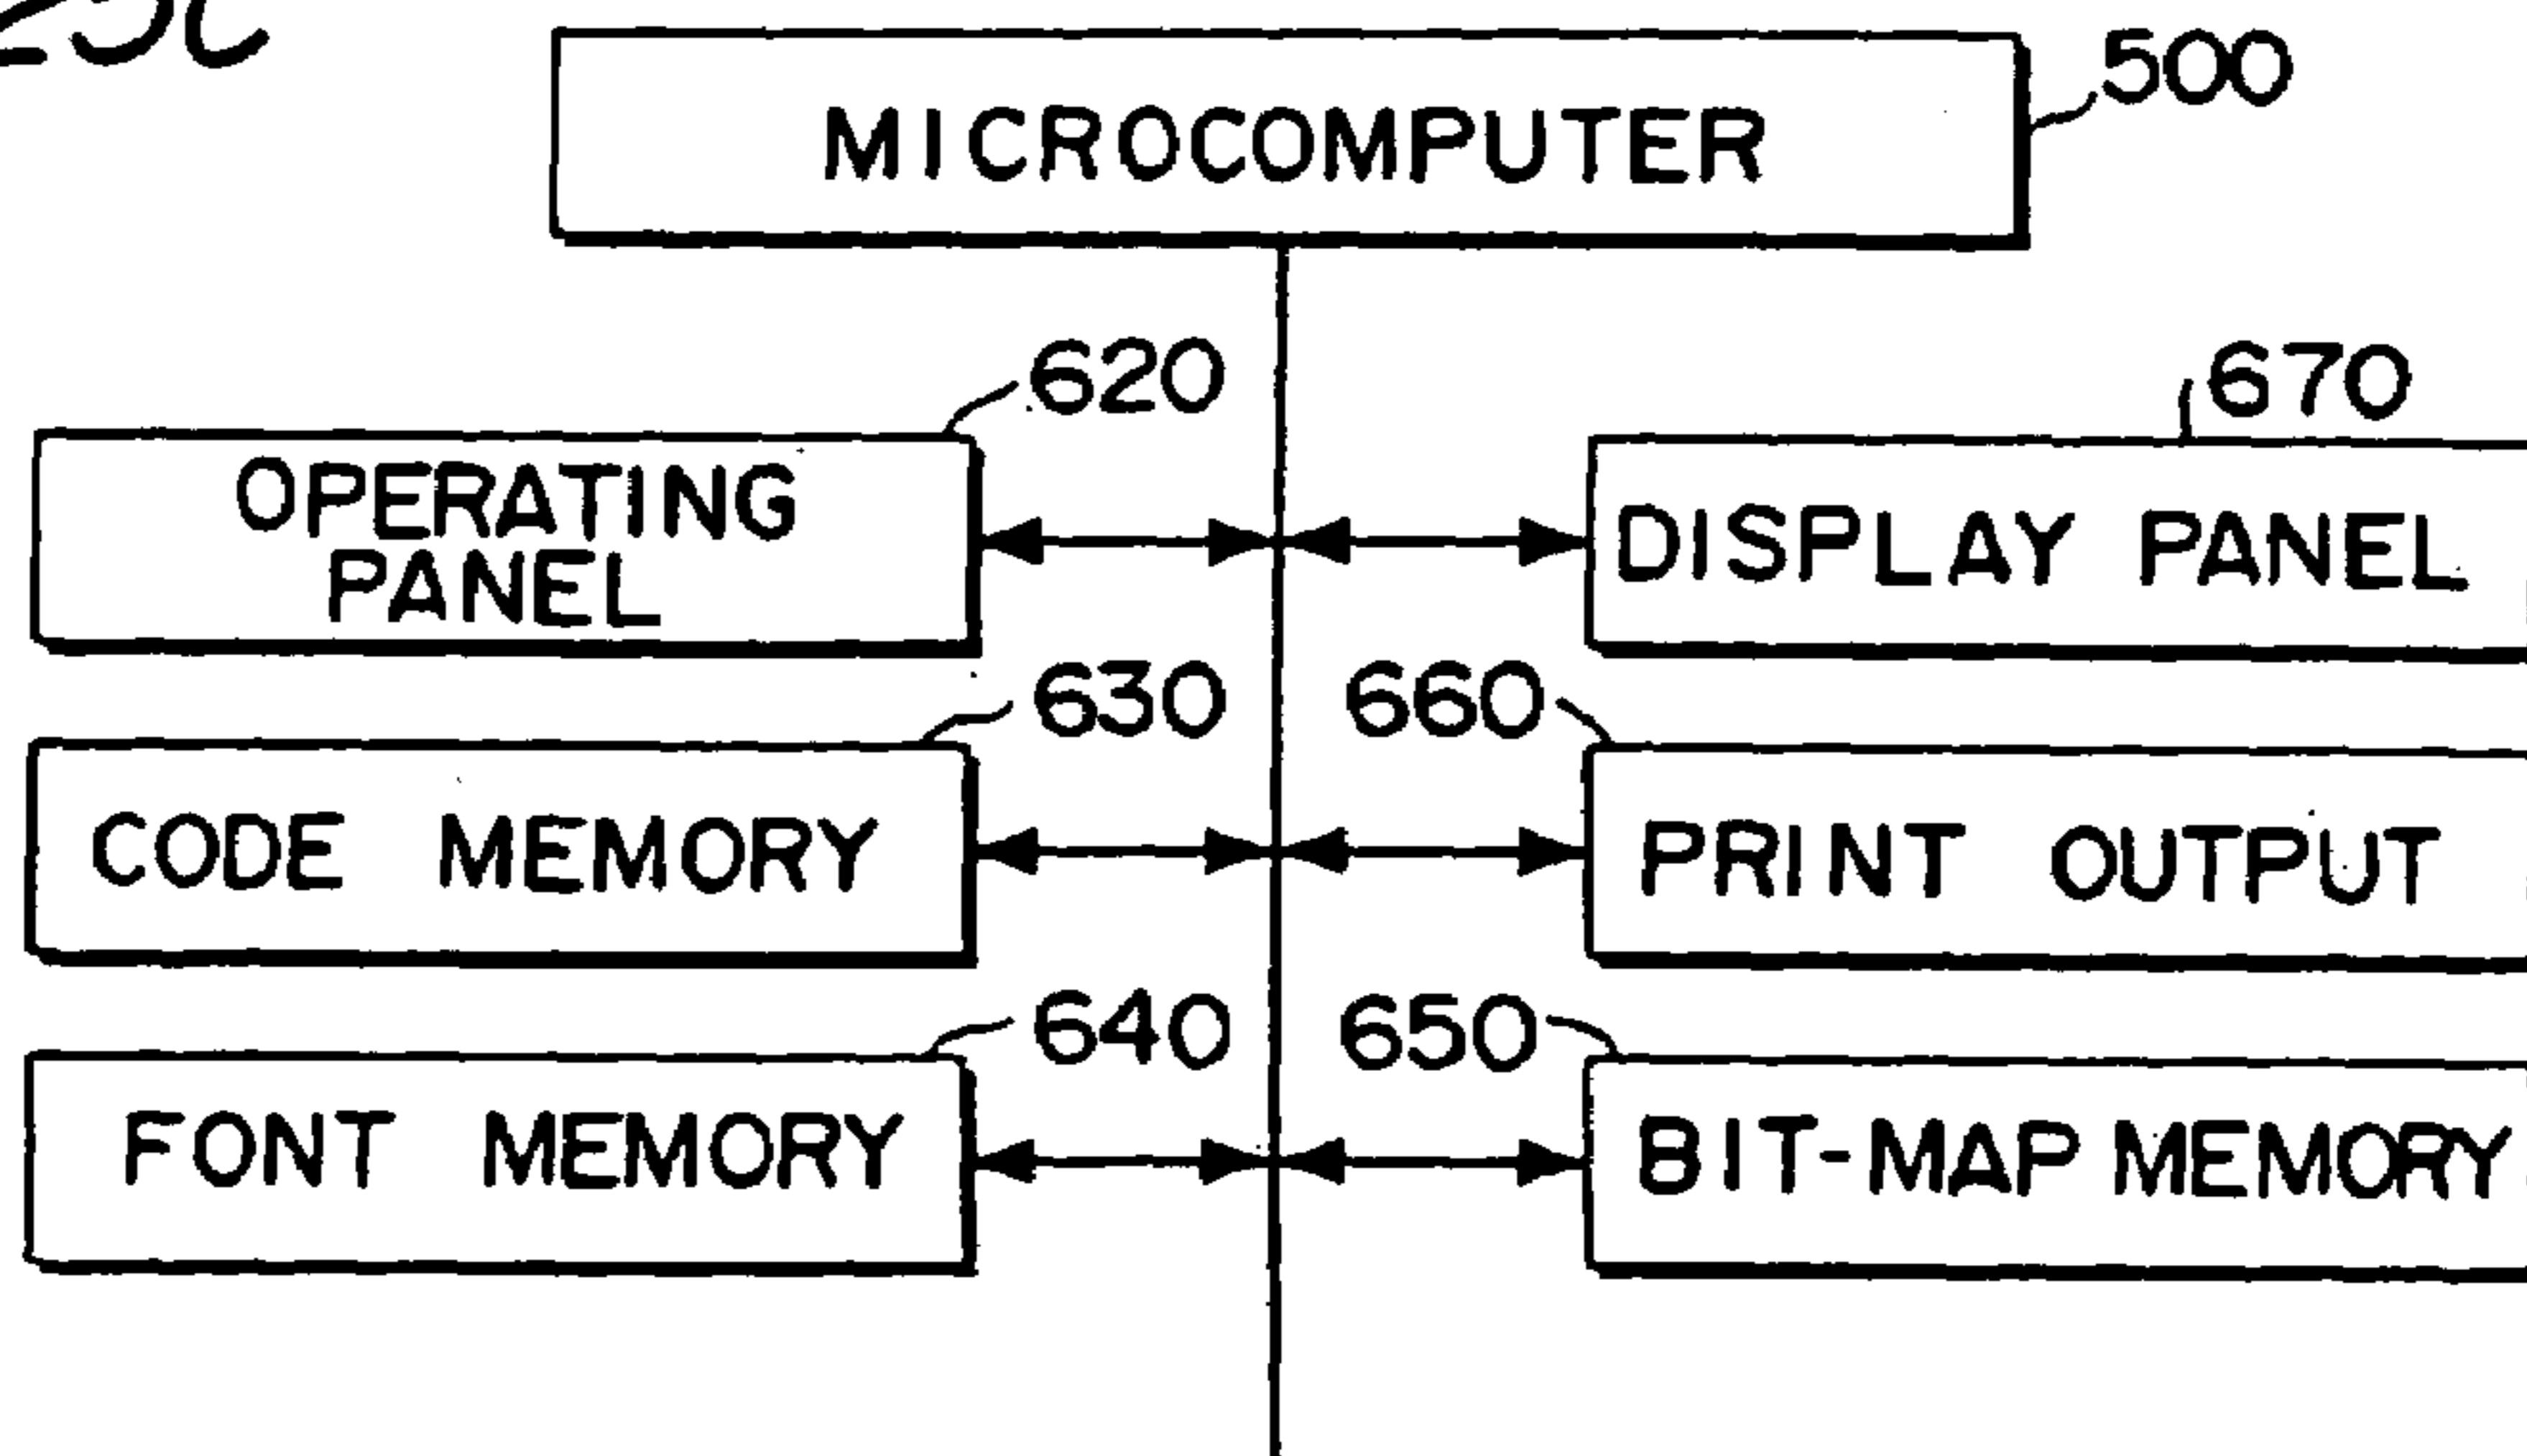 MICROCOMPUTER
500
620
670
OPERATING
PANEL
DISPLAY PANEL
630
660
CODE MEMORY
PRINT OUTPUT
640
650
FONT MEMORY
BIT-MAP MEMORY